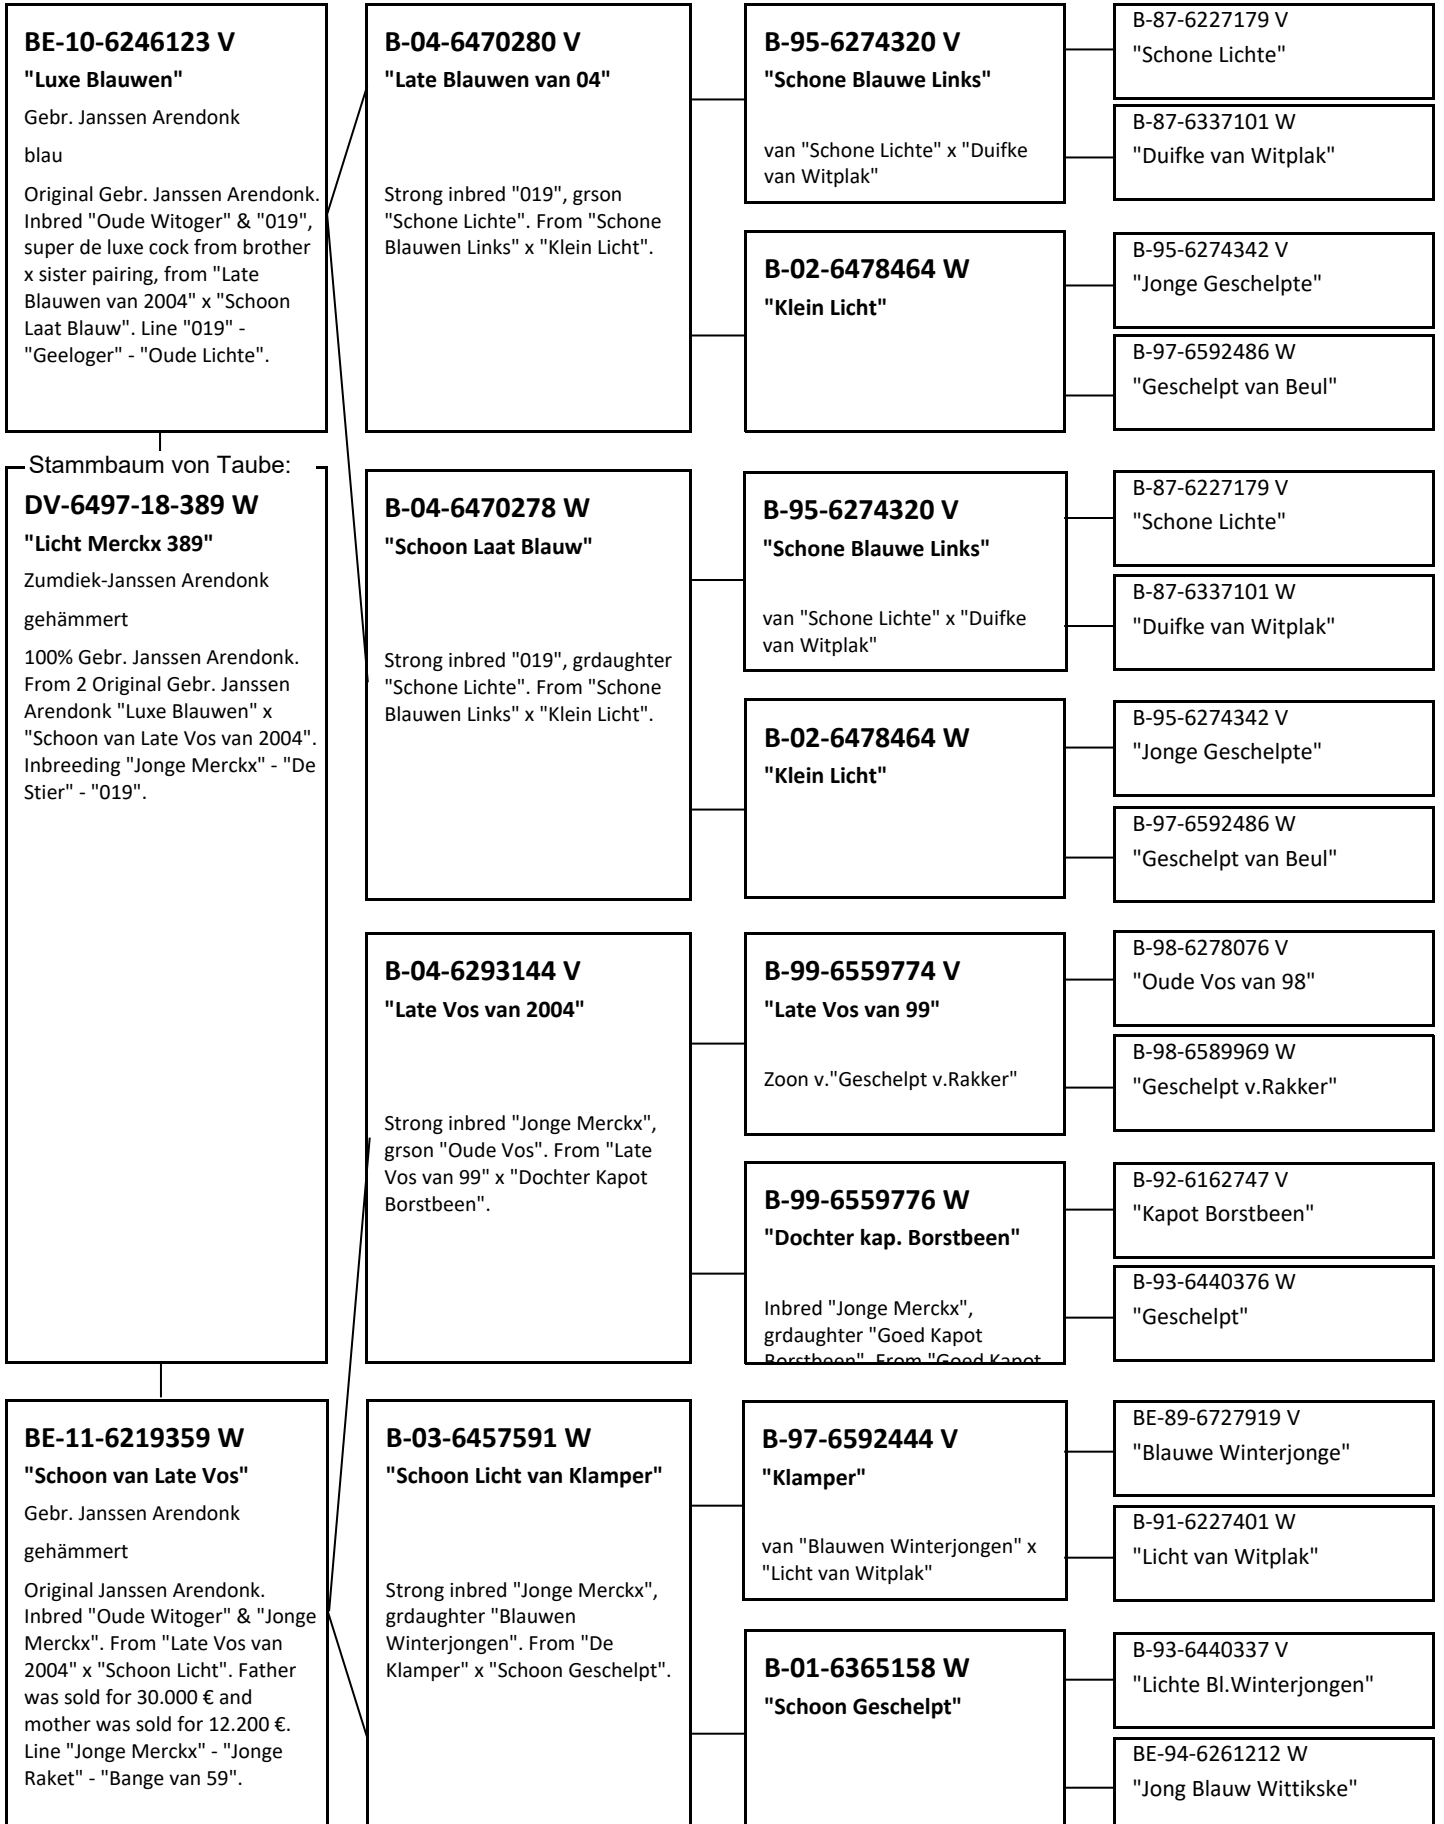 BE-10-6246123 V
"Luxe Blauwen"
Gebr. Janssen Arendonk
blau
Original Gebr. Janssen Arendonk.
Inbred "Oude Witoger" & "019",
super de luxe cock from brother
x sister pairing, from "Late
Blauwen van 2004" x "Schoon
Laat Blauw". Line "019" -
"Geeloger" - "Oude Lichte".
Stammbaum von Taube:
DV-6497-18-389 W
"Licht Merckx 389"
Zumdiek-Janssen Arendonk
gehämmert
100% Gebr. Janssen Arendonk.
From 2 Original Gebr. Janssen
Arendonk "Luxe Blauwen" x
"Schoon van Late Vos van 2004".
Inbreeding "Jonge Merckx" - "De
Stier" - "019".
BE-11-6219359 W
"Schoon van Late Vos"
Gebr. Janssen Arendonk
gehämmert
Original Janssen Arendonk.
Inbred "Oude Witoger" & "Jonge
Merckx". From "Late Vos van
2004" x "Schoon Licht". Father
was sold for 30.000 € and
mother was sold for 12.200 €.
Line "Jonge Merckx" - "Jonge
Raket" - "Bange van 59".
B-04-6470280 V
"Late Blauwen van 04"
Strong inbred "019", grson
"Schone Lichte". From "Schone
Blauwen Links" x "Klein Licht".
B-04-6470278 W
"Schoon Laat Blauw"
Strong inbred "019", grdaughter
"Schone Lichte". From "Schone
Blauwen Links" x "Klein Licht".
B-04-6293144 V
"Late Vos van 2004"
Strong inbred "Jonge Merckx",
grson "Oude Vos". From "Late
Vos van 99" x "Dochter Kapot
Borstbeen".
B-03-6457591 W
"Schoon Licht van Klamper"
Strong inbred "Jonge Merckx",
grdaughter "Blauwen
Winterjongen". From "De
Klamper" x "Schoon Geschelpt".
B-95-6274320 V
"Schone Blauwe Links"
van "Schone Lichte" x "Duifke
van Witplak"
B-02-6478464 W
"Klein Licht"
B-95-6274320 V
"Schone Blauwe Links"
van "Schone Lichte" x "Duifke
van Witplak"
B-02-6478464 W
"Klein Licht"
B-99-6559774 V
"Late Vos van 99"
Zoon v."Geschelpt v.Rakker"
B-99-6559776 W
"Dochter kap. Borstbeen"
Inbred "Jonge Merckx",
grdaughter "Goed Kapot
Borstbeen". From "Goed Kapot
B-97-6592444 V
"Klamper"
van "Blauwen Winterjongen" x
"Licht van Witplak"
B-01-6365158 W
"Schoon Geschelpt"
B-87-6227179 V
"Schone Lichte"
B-87-6337101 W
"Duifke van Witplak"
B-95-6274342 V
"Jonge Geschelpte"
B-97-6592486 W
"Geschelpt van Beul"
B-87-6227179 V
"Schone Lichte"
B-87-6337101 W
"Duifke van Witplak"
B-95-6274342 V
"Jonge Geschelpte"
B-97-6592486 W
"Geschelpt van Beul"
B-98-6278076 V
"Oude Vos van 98"
B-98-6589969 W
"Geschelpt v.Rakker"
B-92-6162747 V
"Kapot Borstbeen"
B-93-6440376 W
"Geschelpt"
BE-89-6727919 V
"Blauwe Winterjonge"
B-91-6227401 W
"Licht van Witplak"
B-93-6440337 V
"Lichte Bl.Winterjongen"
BE-94-6261212 W
"Jong Blauw Wittikske"